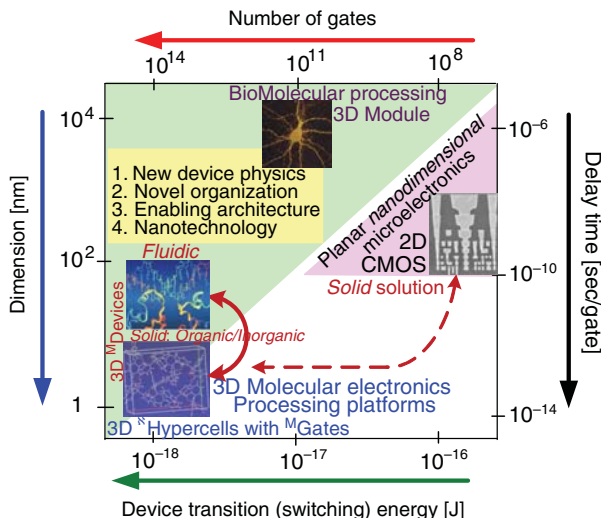 Number of gates
10^14 10^11 10^8
BioMolecular processing
3D Module
10^4
10^2
1
Dimension [nm]
1. New device physics
2. Novel organization
3. Enabling architecture
4. Nanotechnology
Planar nanodimensional
microelectronics
2D
CMOS
Solid solution
10^-6
10^-10
10^-14
Delay time [sec/gate]
Fluidic
3D ^M Devices
Solid: Organic/Inorganic
3D Molecular electronics
Processing platforms
3D ^ℵ Hypercells with ^M Gates
10^-18 10^-17 10^-16
Device transition (switching) energy [J]